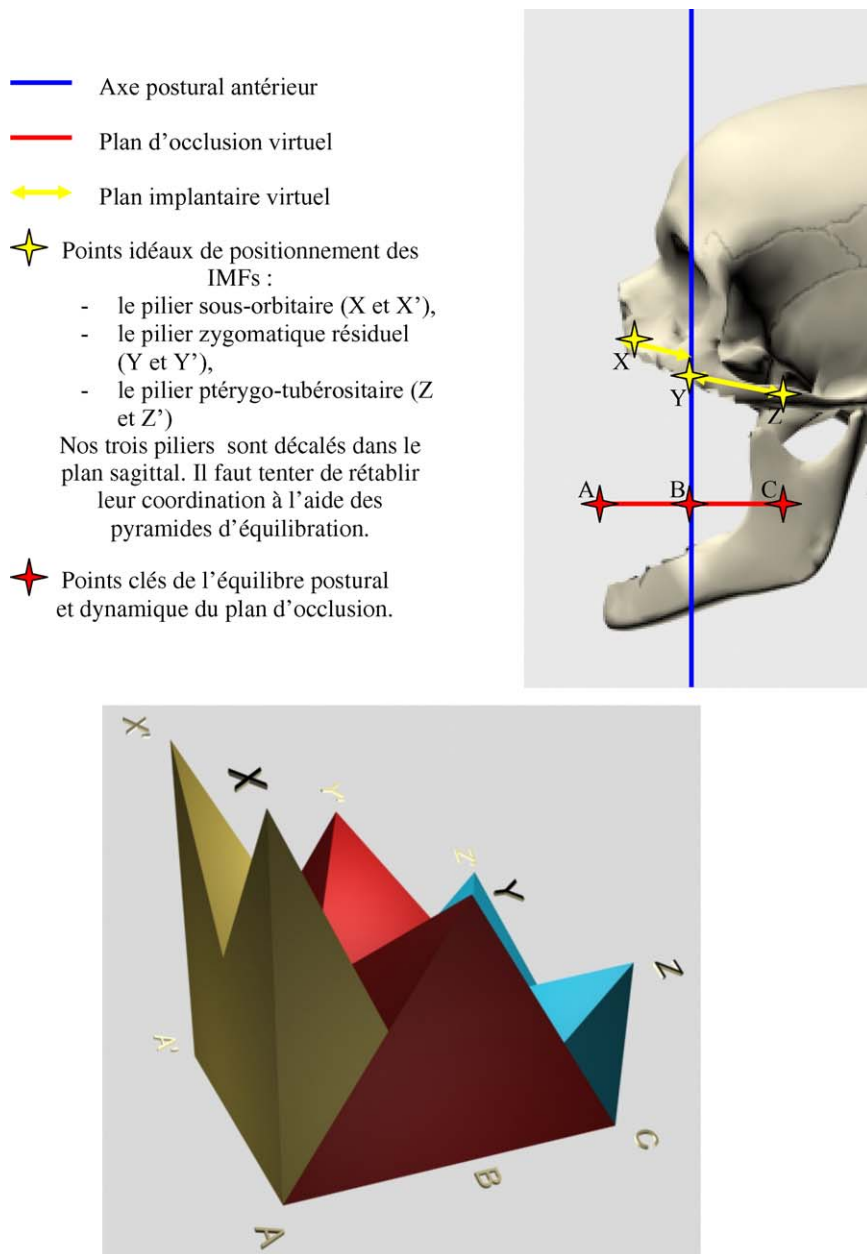 Axe postural antérieur
Plan d’occlusion virtuel
Plan implantaire virtuel
Points idéaux de positionnement des
IMFs :
- le pilier sous-orbitaire (X et X’),
- le pilier zygomatique résiduel
(Y et Y’),
- le pilier ptérygo-tubérositaire (Z
et Z’)
Nos trois piliers sont décalés dans le
plan sagittal. Il faut tenter de rétablir
leur coordination à l’aide des
pyramides d’équilibration.
Points clés de l’équilibre postural
et dynamique du plan d’occlusion.
X
Y
Z
A B C
X’
X
Y’
Z’
Y
Z
A’
C
B
A